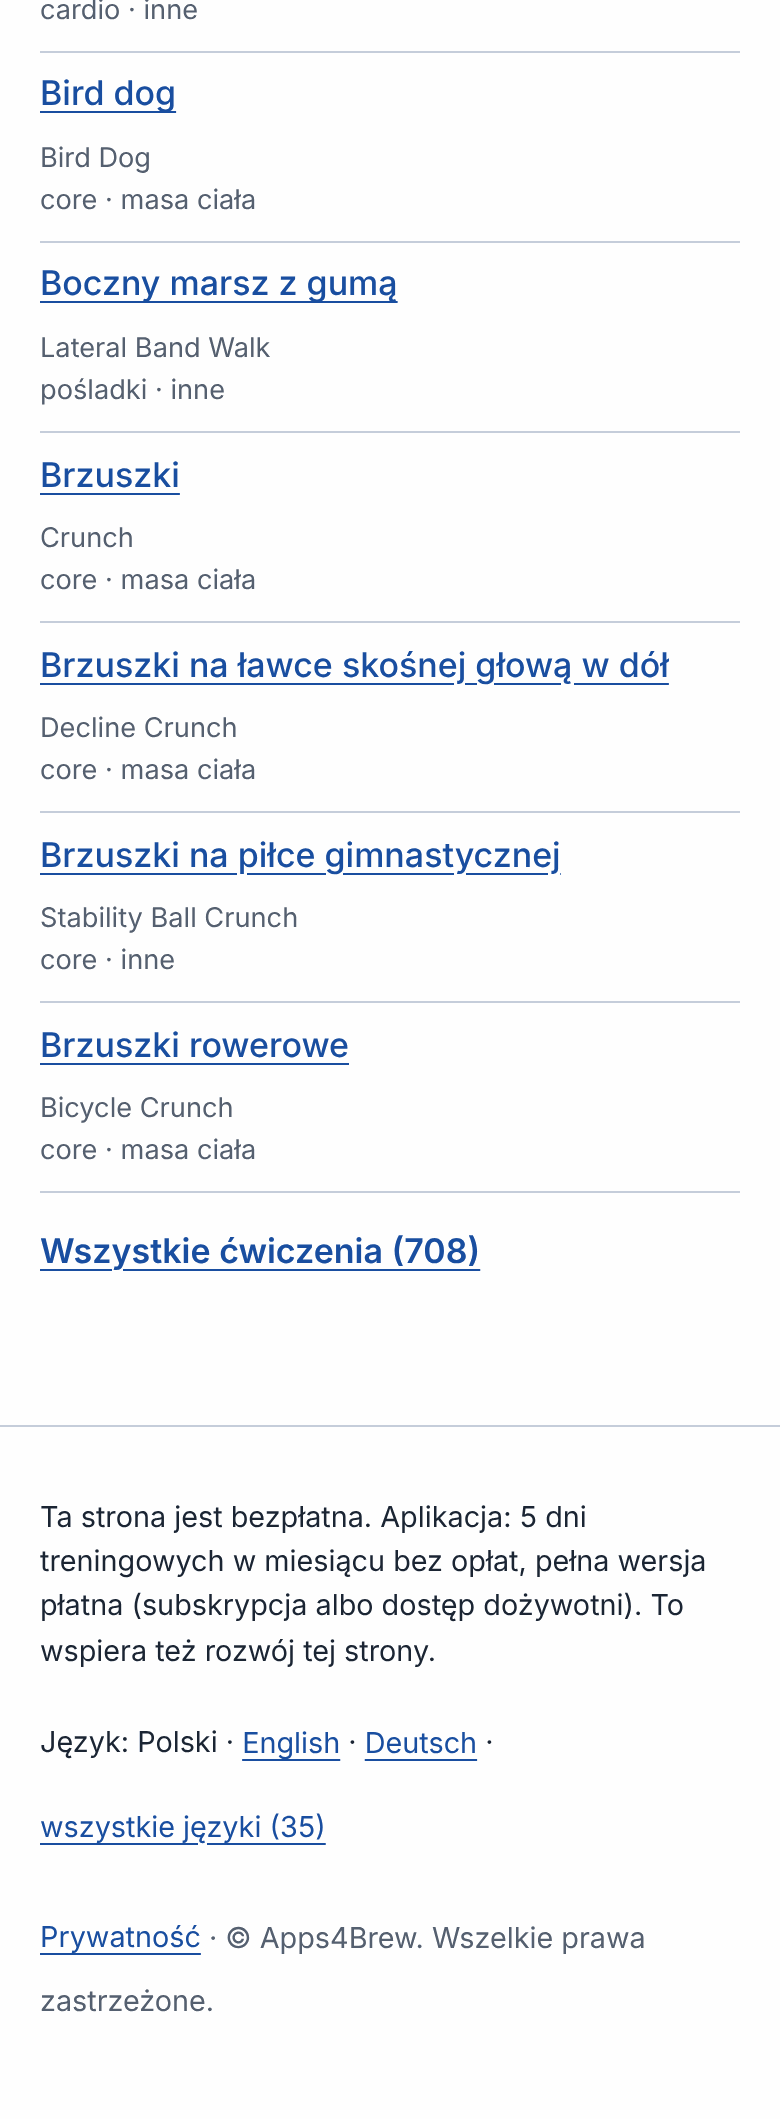 cardio · inne
Bird dog
Bird Dog
core · masa ciała
Boczny marsz z gumą
Lateral Band Walk
pośladki · inne
Brzuszki
Crunch
core · masa ciała
Brzuszki na ławce skośnej głową w dół
Decline Crunch
core · masa ciała
Brzuszki na piłce gimnastycznej
Stability Ball Crunch
core · inne
Brzuszki rowerowe
Bicycle Crunch
core · masa ciała
Wszystkie ćwiczenia (708)
Ta strona jest bezpłatna. Aplikacja: 5 dni
treningowych w miesiącu bez opłat, pełna wersja
płatna (subskrypcja albo dostęp dożywotni). To
wspiera też rozwój tej strony.
Język: Polski · English · Deutsch ·
wszystkie języki (35)
Prywatność · © Apps4Brew. Wszelkie prawa
zastrzeżone.